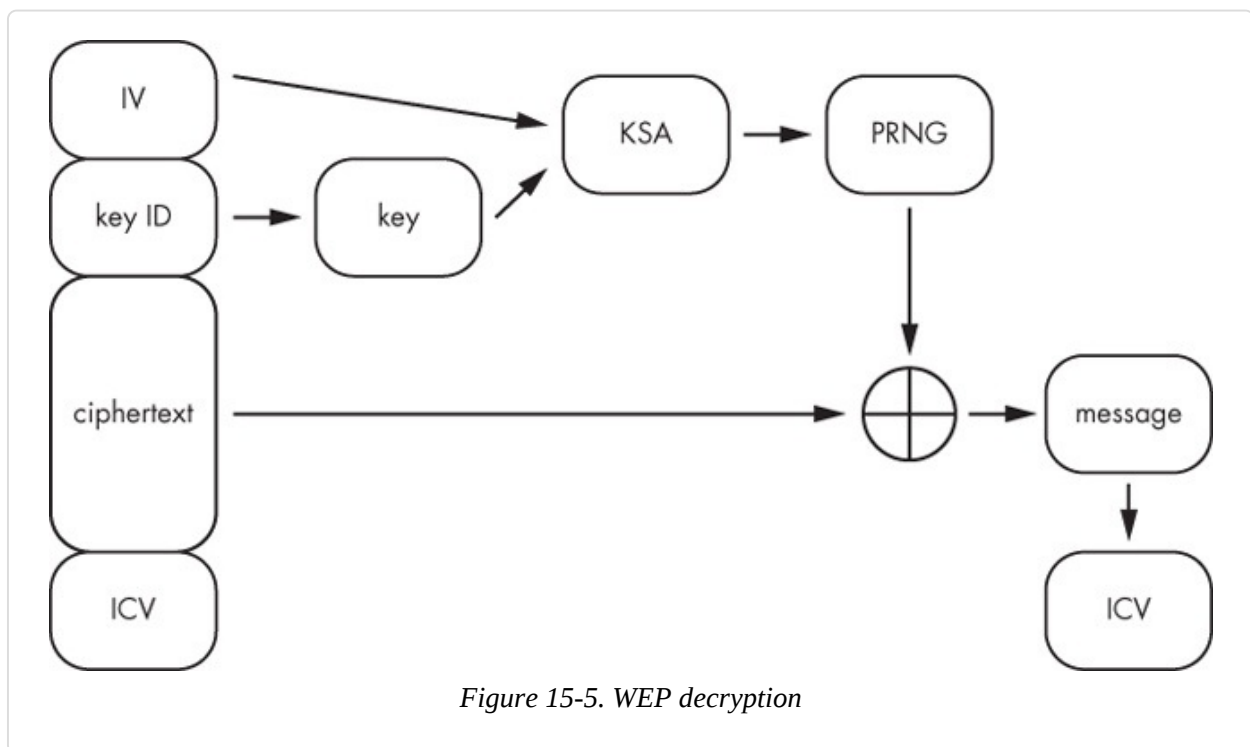 IV
KSA
PRNG
key ID
key
ciphertext
message
ICV
ICV
Figure 15-5. WEP decryption